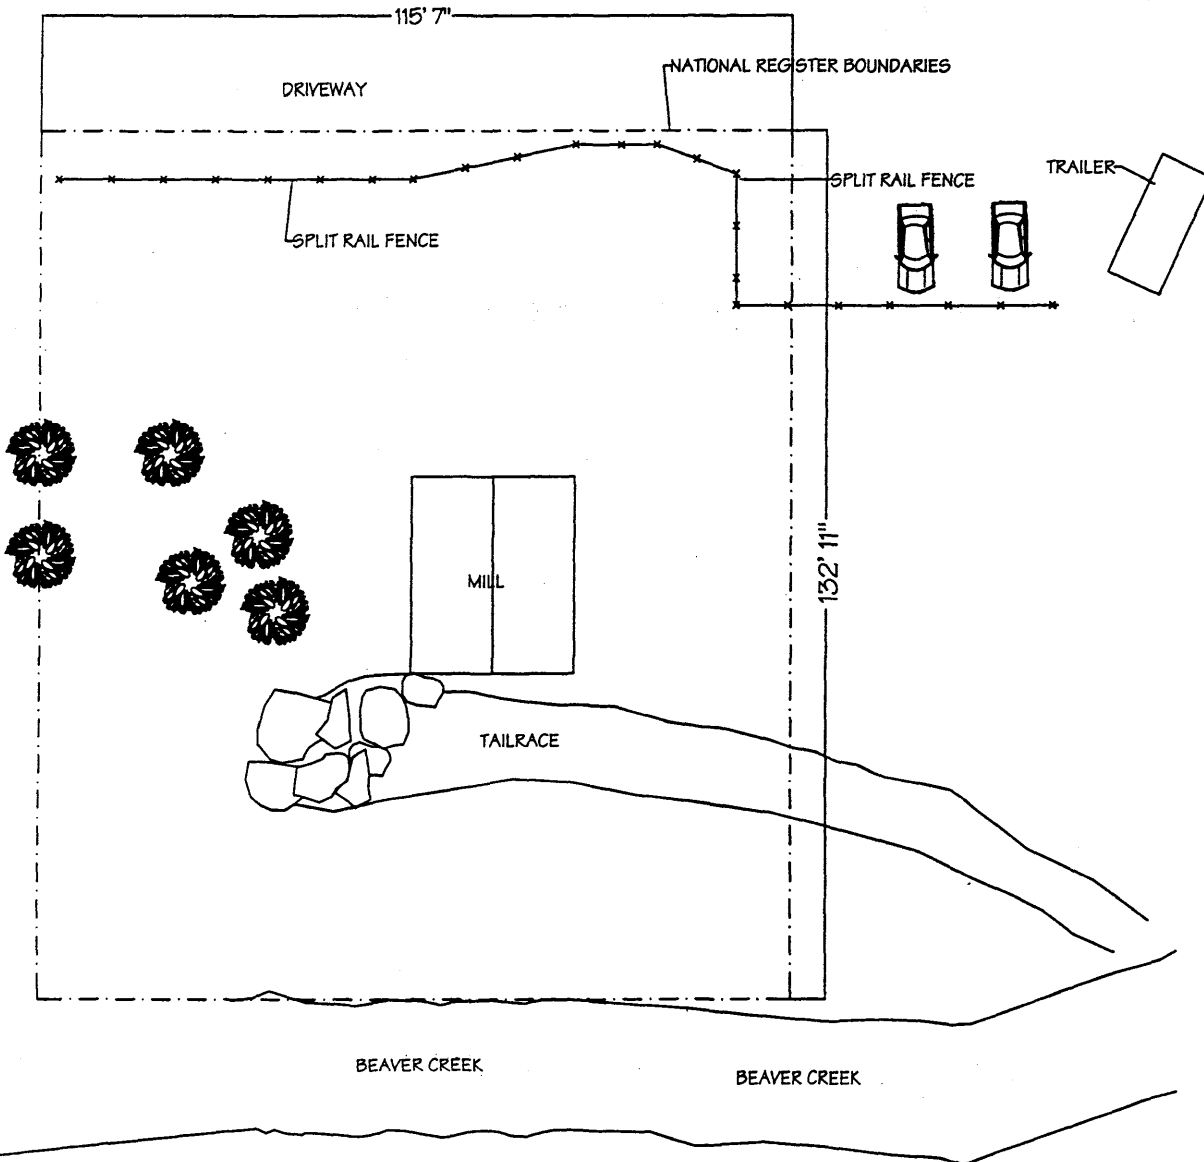 115' 7"
NATIONAL REGISTER BOUNDARIES
DRIVEWAY
TRAILER
SPLIT RAIL FENCE
SPLIT RAIL FENCE
132' 11"
MILL
TAILRACE
BEAVER CREEK
BEAVER CREEK